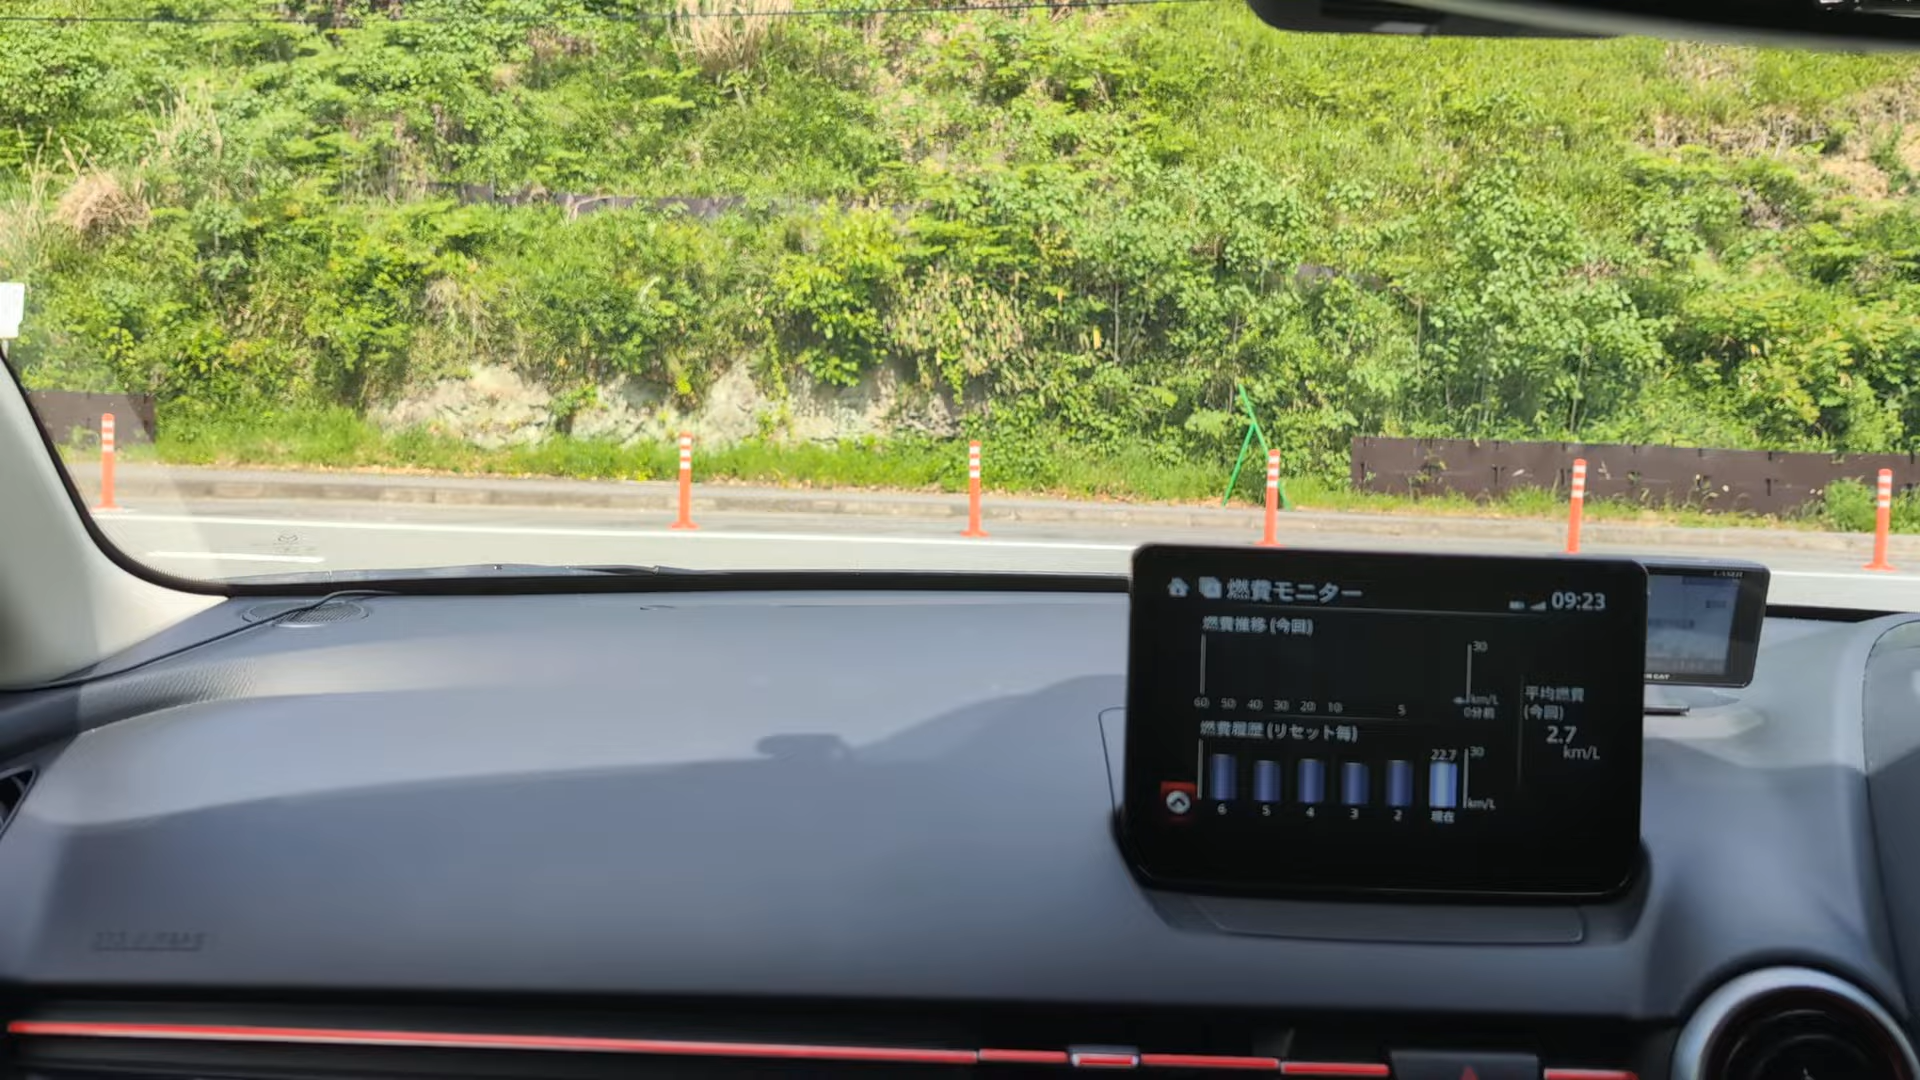 燃費モニター
09:23
燃費推移 (今回)
30
km/L
60 50 40 30 20 10 5 0分前
平均燃費
(今回)
2.7
km/L
燃費履歴 (リセット毎)
22.7
30
km/L
6 5 4 3 2 現在